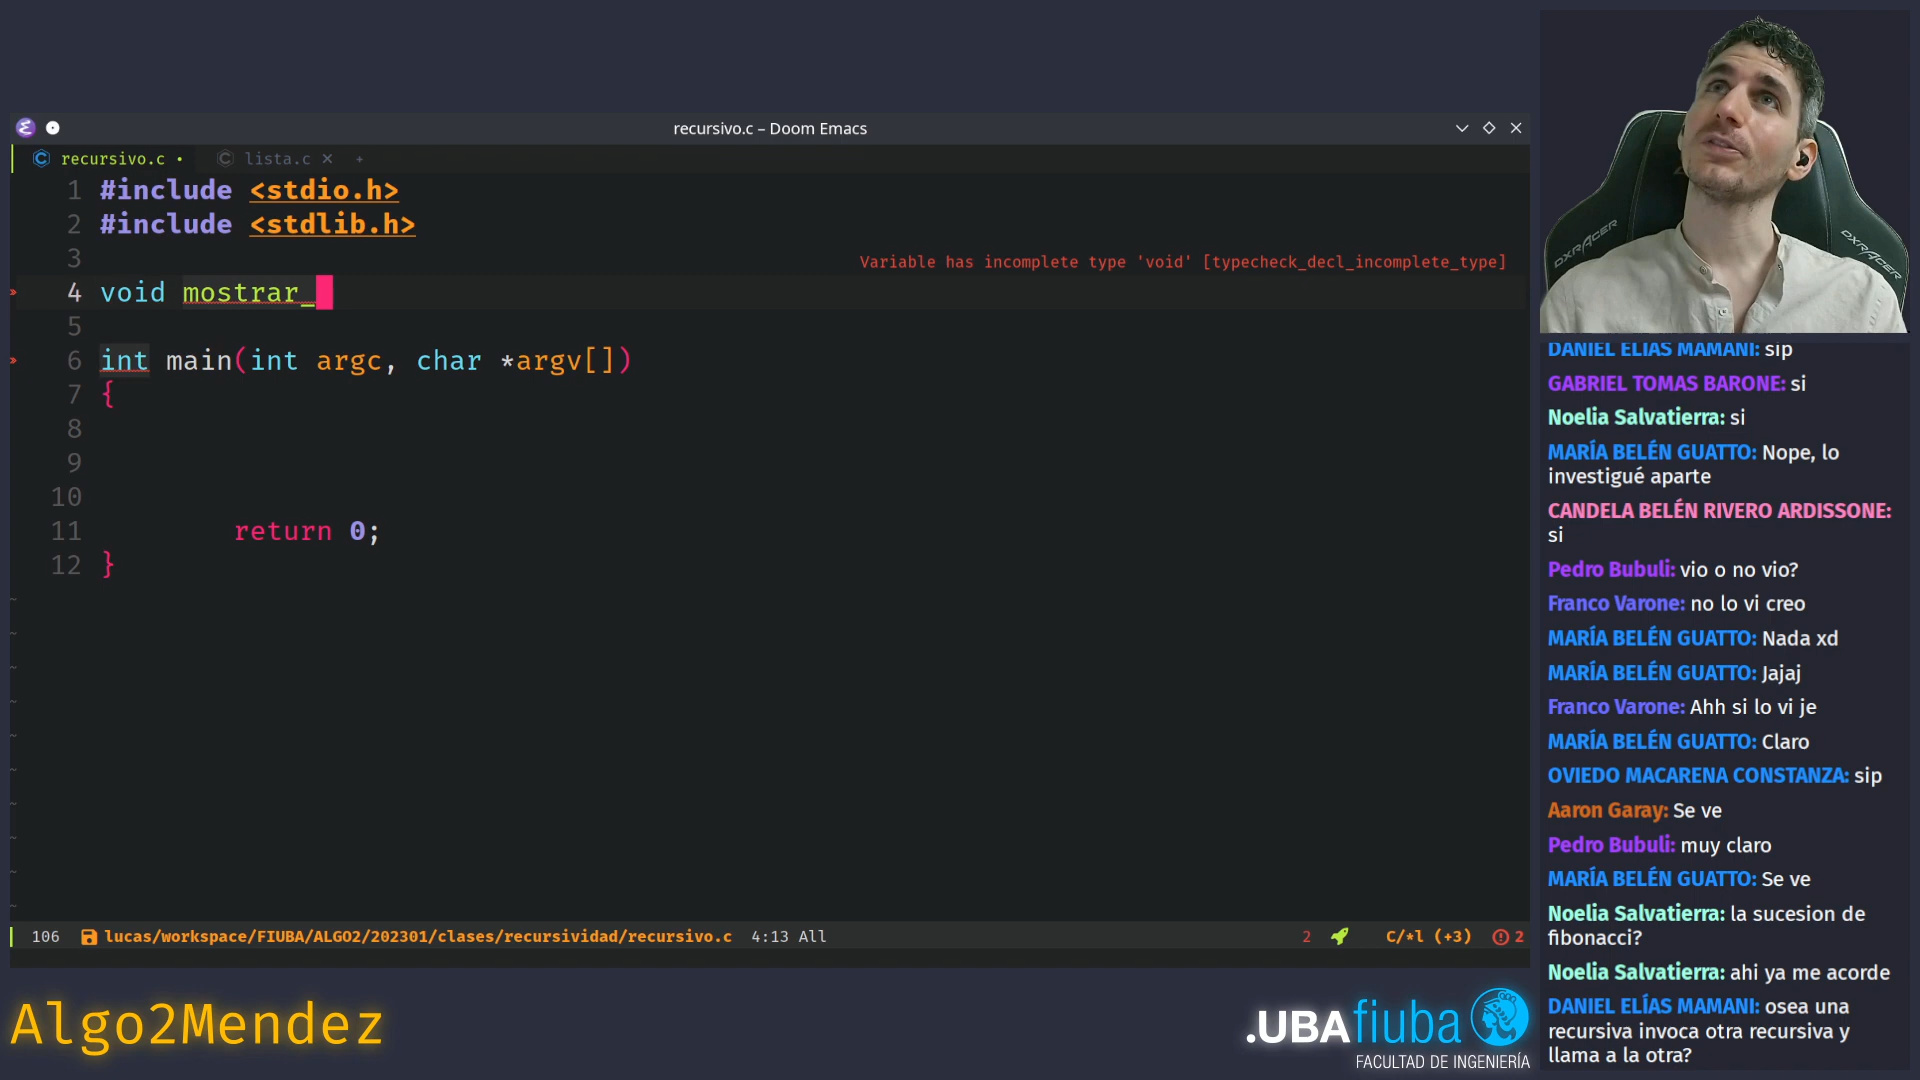 recursivo.c – Doom Emacs
recursivo.c • lista.c × +
1 #include <stdio.h>
2 #include <stdlib.h>
3
Variable has incomplete type 'void' [typecheck_decl_incomplete_type]
4 void mostrar_
5
6 int main(int argc, char *argv[])
7 {
8
9
10
11 return 0;
12 }
106 lucas/workspace/FIUBA/ALGO2/202301/clases/recursividad/recursivo.c 4:13 All 2 C/*l (+3) 2
Algo2Mendez
.UBAfiuba
FACULTAD DE INGENIERÍA
DXRACER
DXRACER
DANIEL ELÍAS MAMANI: sip
GABRIEL TOMAS BARONE: si
Noelia Salvatierra: si
MARÍA BELÉN GUATTO: Nope, lo
investigué aparte
CANDELA BELÉN RIVERO ARDISSONE:
si
Pedro Bubuli: vio o no vio?
Franco Varone: no lo vi creo
MARÍA BELÉN GUATTO: Nada xd
MARÍA BELÉN GUATTO: Jajaj
Franco Varone: Ahh si lo vi je
MARÍA BELÉN GUATTO: Claro
OVIEDO MACARENA CONSTANZA: sip
Aaron Garay: Se ve
Pedro Bubuli: muy claro
MARÍA BELÉN GUATTO: Se ve
Noelia Salvatierra: la sucesion de
fibonacci?
Noelia Salvatierra: ahi ya me acorde
DANIEL ELÍAS MAMANI: osea una
recursiva invoca otra recursiva y
llama a la otra?